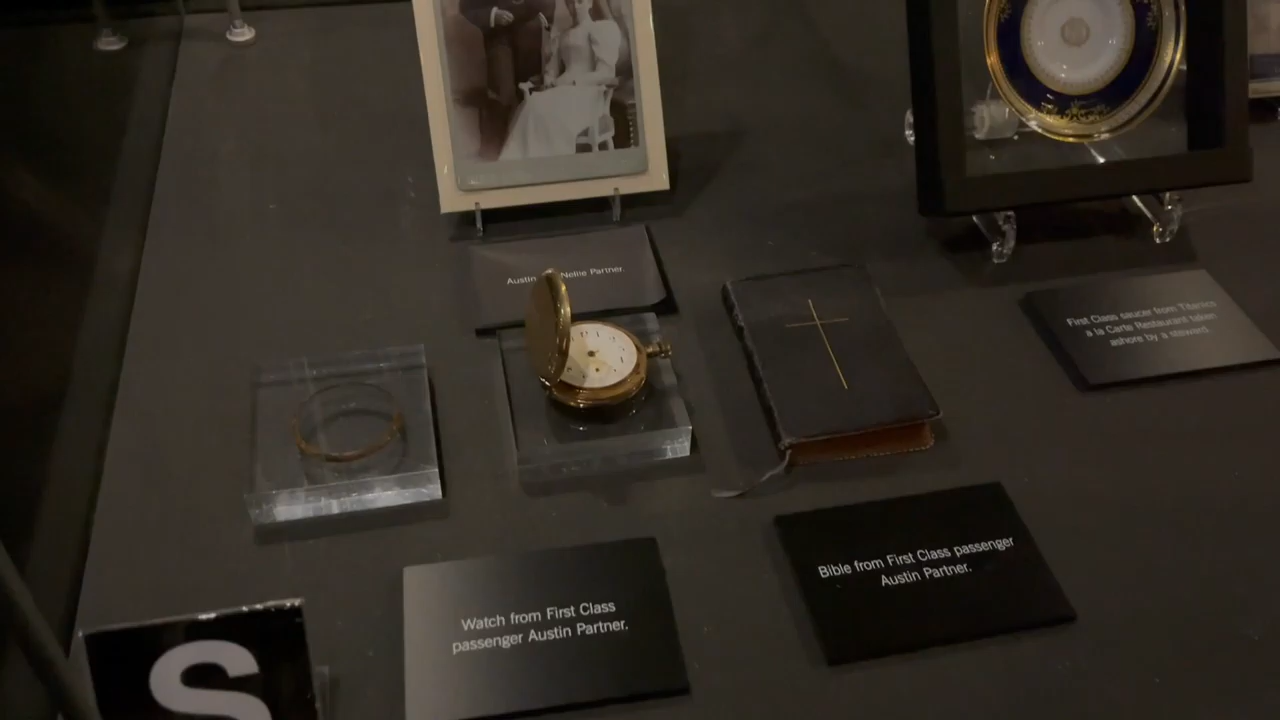 Austin Nellie Partner.
First Class saucer from Titanic's
a la Carte Restaurant taken
ashore by a steward.
Bible from First Class passenger
Austin Partner.
Watch from First Class
passenger Austin Partner.
S